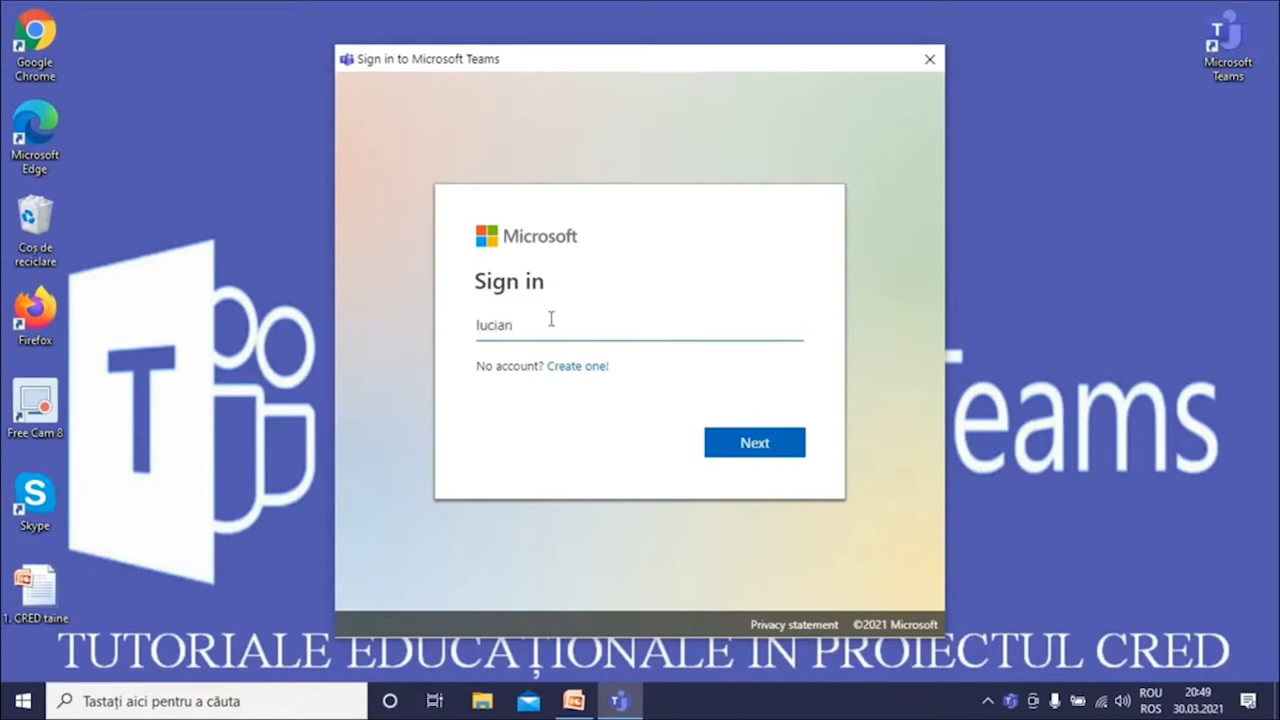 Google
Chrome
Microsoft
Edge
Coș de
reciclare
Firefox
Free Cam 8
Skype
1. CRED taine
Microsoft
Teams
Sign in to Microsoft Teams
Microsoft
Sign in
lucian
No account? Create one!
Next
Privacy statement ©2021 Microsoft
T
Teams
TUTORIALE EDUCAȚIONALE IN PROIECTUL CRED
Tastați aici pentru a căuta
ROU
ROS
20:49
30.03.2021